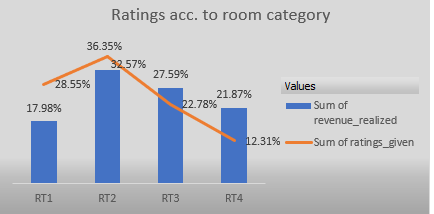 Ratings acc. to room category
36.35%
32.57%
28.55%
27.59%
22.78%
21.87%
17.98%
12.31%
RT1 RT2 RT3 RT4
Values
Sum of
revenue_realized
Sum of ratings_given